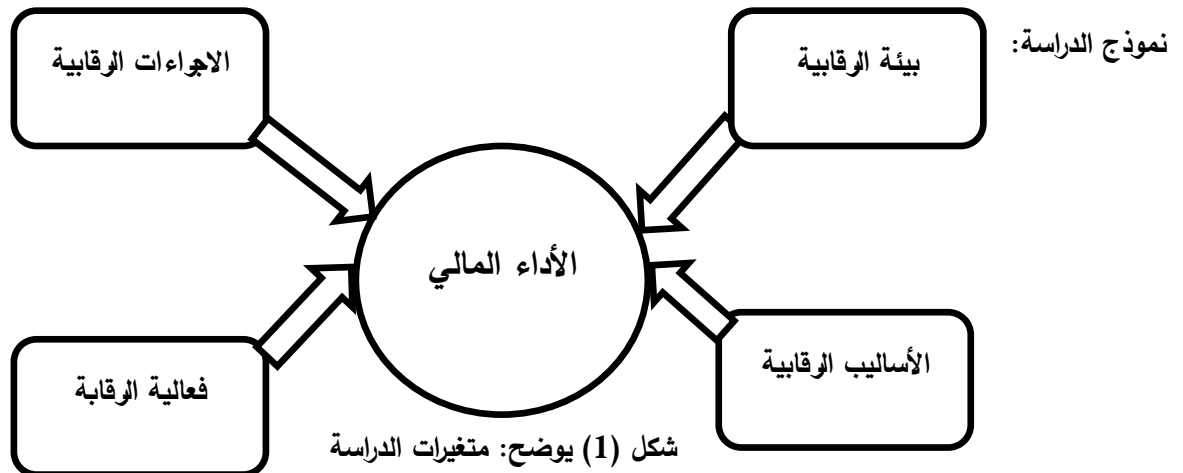 نموذج الدراسة:
بيئة الرقابية
الاجراءات الرقابية
الأداء المالي
الأساليب الرقابية
فعالية الرقابة
شكل (1) يوضح: متغيرات الدراسة